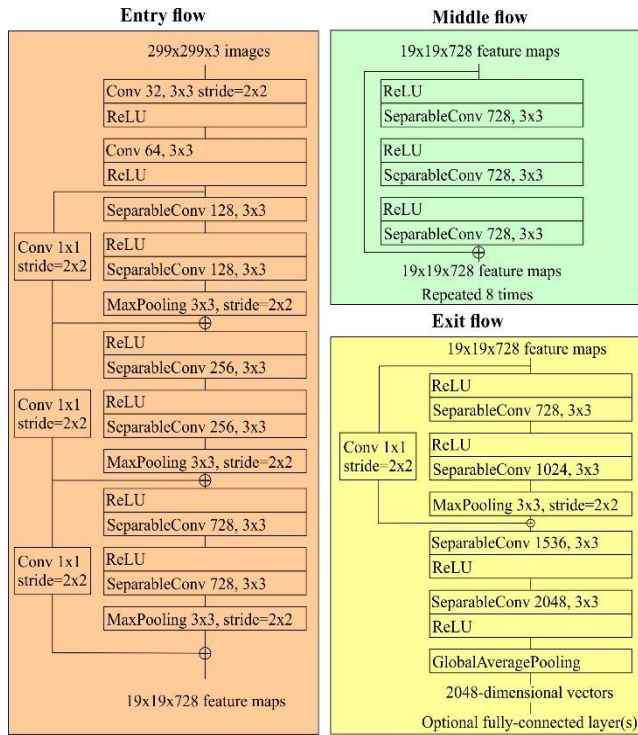 Entry flow
299x299x3 images
Conv 32, 3x3 stride=2x2
ReLU
Conv 64, 3x3
ReLU
SeparableConv 128, 3x3
Conv 1x1
stride=2x2
ReLU
SeparableConv 128, 3x3
MaxPooling 3x3, stride=2x2
ReLU
SeparableConv 256, 3x3
Conv 1x1
stride=2x2
ReLU
SeparableConv 256, 3x3
MaxPooling 3x3, stride=2x2
ReLU
SeparableConv 728, 3x3
Conv 1x1
stride=2x2
ReLU
SeparableConv 728, 3x3
MaxPooling 3x3, stride=2x2
19x19x728 feature maps
Middle flow
19x19x728 feature maps
ReLU
SeparableConv 728, 3x3
ReLU
SeparableConv 728, 3x3
ReLU
SeparableConv 728, 3x3
19x19x728 feature maps
Repeated 8 times
Exit flow
19x19x728 feature maps
ReLU
SeparableConv 728, 3x3
Conv 1x1
stride=2x2
ReLU
SeparableConv 1024, 3x3
MaxPooling 3x3, stride=2x2
SeparableConv 1536, 3x3
ReLU
SeparableConv 2048, 3x3
ReLU
GlobalAveragePooling
2048-dimensional vectors
Optional fully-connected layer(s)